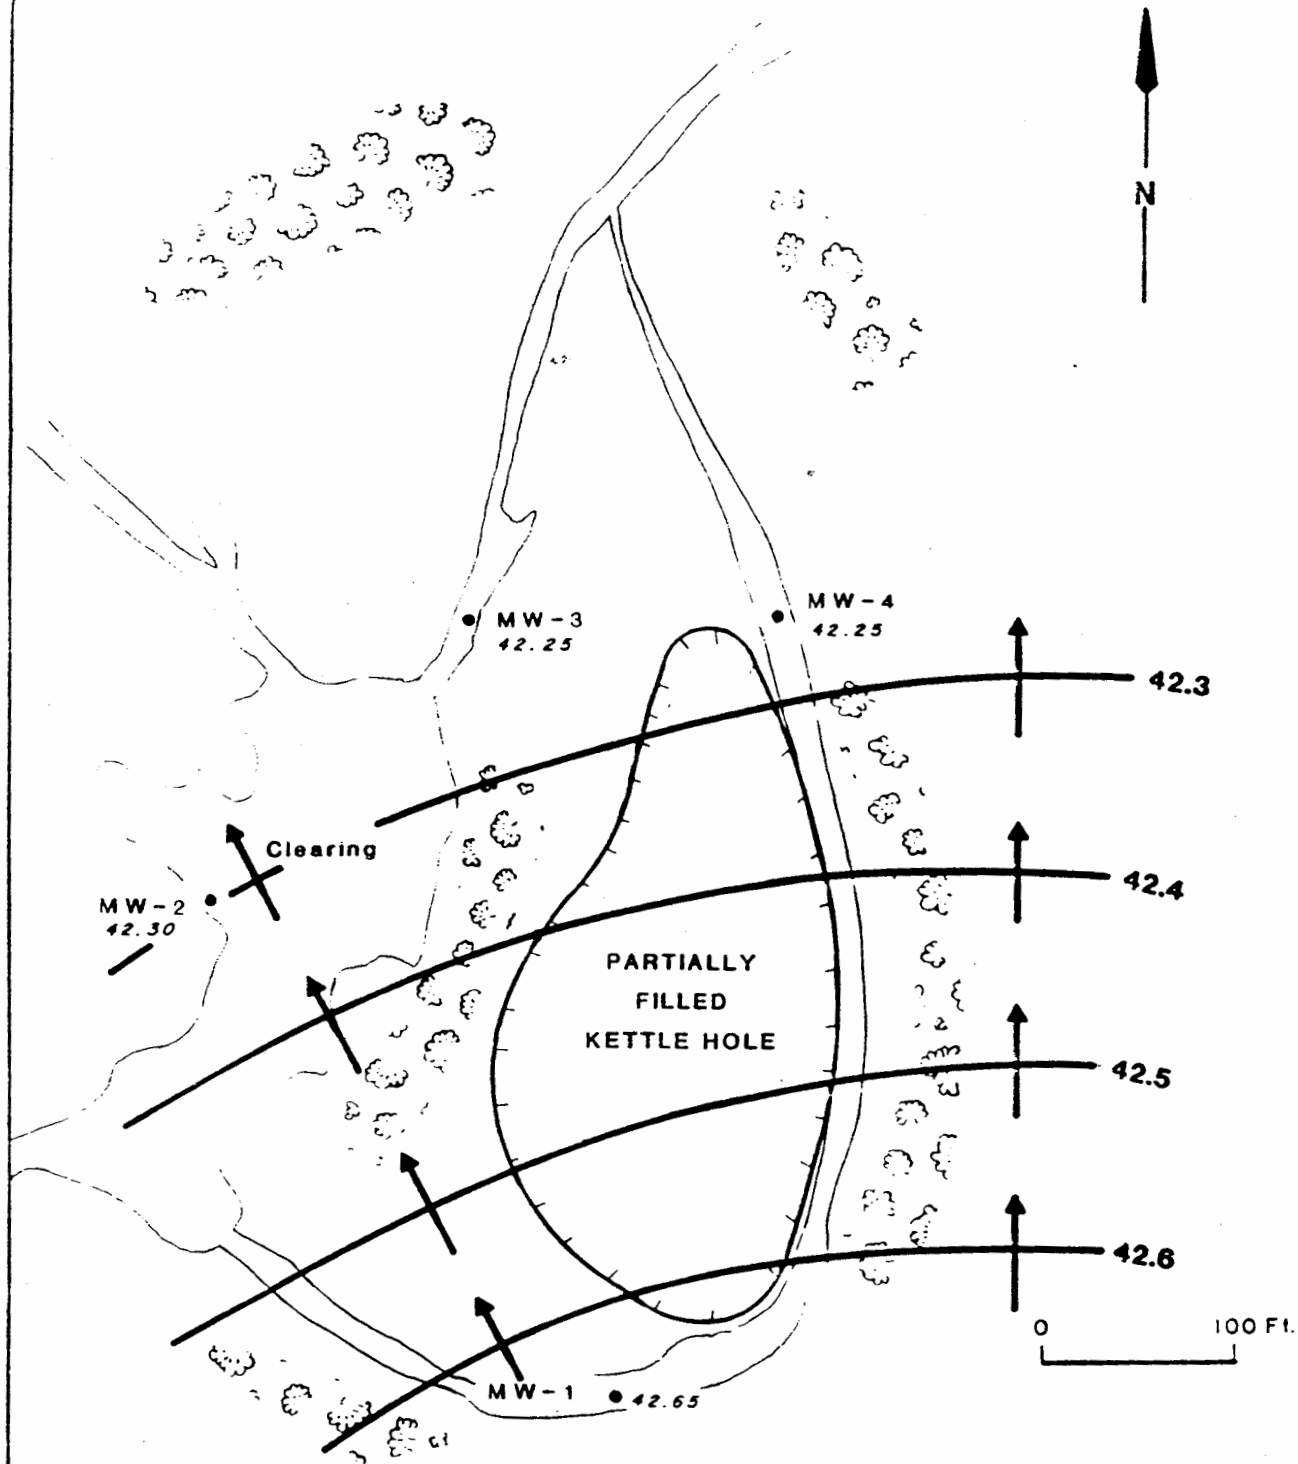 N
MW-4
42.25
MW-3
42.25
42.3
Clearing
MW-2
42.30
42.4
PARTIALLY
FILLED
KETTLE HOLE
42.5
42.6
0 100 Ft.
MW-1 42.65